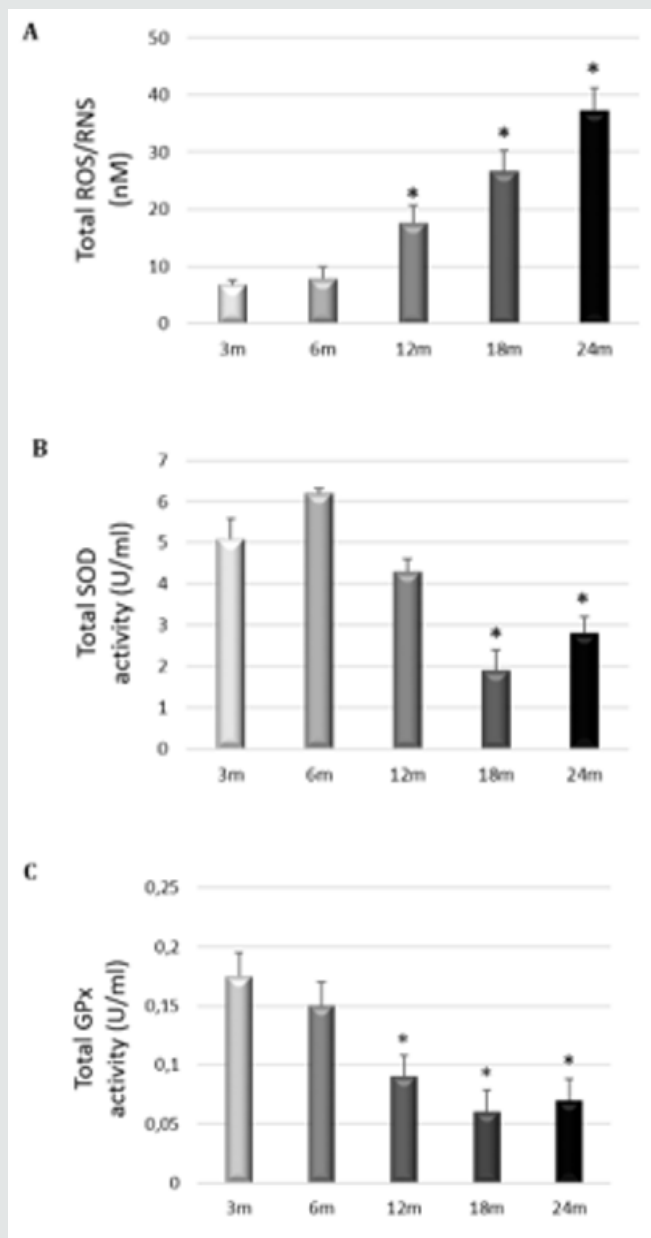 A
Total ROS/RNS
(nM)
50
40
30
20
10
0
*
*
*
3m 6m 12m 18m 24m
B
Total SOD
activity (U/ml)
7
6
5
4
3
2
1
0
*
*
3m 6m 12m 18m 24m
C
Total GPx
activity (U/ml)
0,25
0,2
0,15
0,1
0,05
0
*
*
*
3m 6m 12m 18m 24m